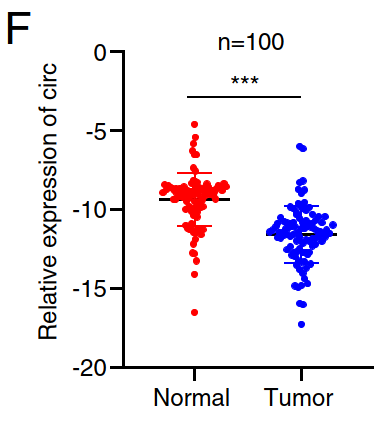 F
n=100
***
Relative expression of circ
0
-5
-10
-15
-20
Normal
Tumor